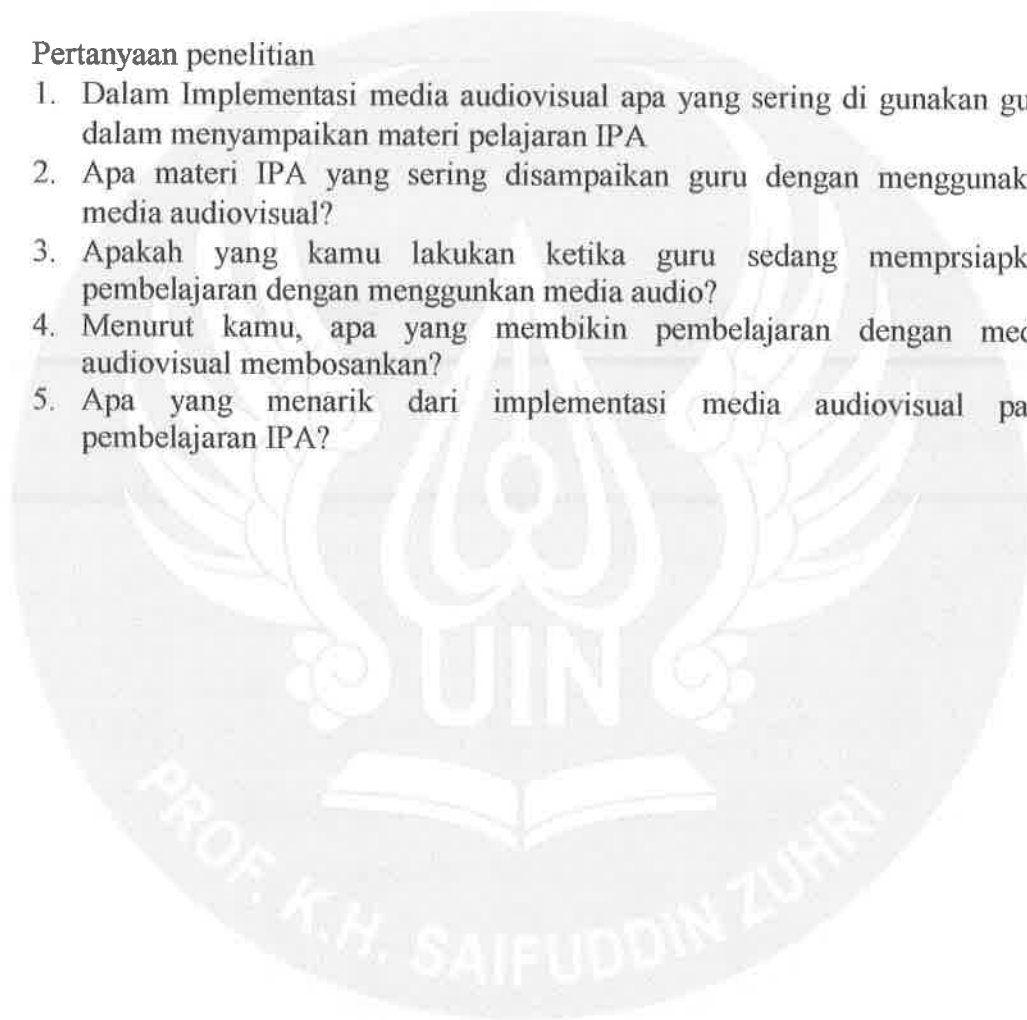 Pertanyaan penelitian
1. Dalam Implementasi media audiovisual apa yang sering di gunakan gu
dalam menyampaikan materi pelajaran IPA
2. Apa materi IPA yang sering disampaikan guru dengan menggunak
media audiovisual?
3. Apakah yang kamu lakukan ketika guru sedang memprsiapk
pembelajaran dengan menggunkan media audio?
4. Menurut kamu, apa yang membikin pembelajaran dengan med
audiovisual membosankan?
5. Apa yang menarik dari implementasi media audiovisual pa
pembelajaran IPA?
UIN
PROF. K.H. SAIFUDDIN ZUHRI